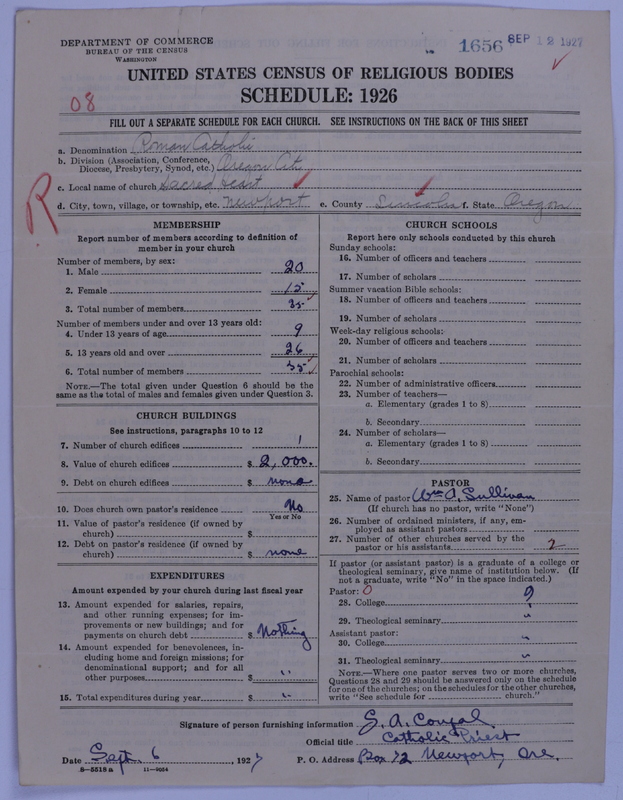 DEPARTMENT OF COMMERCE
BUREAU OF THE CENSUS
WASHINGTON
1656 SEP 12 1927
UNITED STATES CENSUS OF RELIGIOUS BODIES
SCHEDULE: 1926
08
FILL OUT A SEPARATE SCHEDULE FOR EACH CHURCH. SEE INSTRUCTIONS ON THE BACK OF THIS SHEET
a. Denomination Roman Catholic
b. Division (Association, Conference, Diocese, Presbytery, Synod, etc.) Oregon Cit
c. Local name of church Sacred Heart
R
d. City, town, village, or township, etc. Newport e. County Lincoln f. State Oregon
MEMBERSHIP
Report number of members according to definition of
member in your church
Number of members, by sex:
1. Male 20
2. Female 15
3. Total number of members 35
Number of members under and over 13 years old:
4. Under 13 years of age 9
5. 13 years old and over 26
6. Total number of members 35
NOTE.—The total given under Question 6 should be
same as the total of males and females given under Question 3.
CHURCH BUILDINGS
See instructions, paragraphs 10 to 12
7. Number of church edifices 1
8. Value of church edifices $ 2,000.
9. Debt on church edifices $ none
10. Does church own pastor's residence No
Yes or No
11. Value of pastor's residence (if owned by
church) $
12. Debt on pastor's residence (if owned by
church) $ none
EXPENDITURES
Amount expended by your church during last fiscal year
13. Amount expended for salaries, repairs,
and other running expenses; for im-
provements or new buildings; and for
payments on church debt $ Nothing
14. Amount expended for benevolences, in-
cluding home and foreign missions; for
denominational support; and for all
other purposes $ "
15. Total expenditures during year $ "
CHURCH SCHOOLS
Report here only schools conducted by this church
Sunday schools:
16. Number of officers and teachers
17. Number of scholars
Summer vacation Bible schools:
18. Number of officers and teachers
19. Number of scholars
Week-day religious schools:
20. Number of officers and teachers
21. Number of scholars
Parochial schools:
22. Number of administrative officers
23. Number of teachers—
a. Elementary (grades 1 to 8)
b. Secondary
24. Number of scholars—
a. Elementary (grades 1 to 8)
b. Secondary
PASTOR
25. Name of pastor Wm A. Sullivan
(If church has no pastor, write "None")
26. Number of ordained ministers, if any, em-
ployed as assistant pastors
27. Number of other churches served by the
pastor or his assistants 2
If pastor (or assistant pastor) is a graduate of a college or
theological seminary, give name of institution below. (If
not a graduate, write "No" in the space indicated.)
Pastor: 0
28. College ?
29. Theological seminary "
Assistant pastor:
30. College "
31. Theological seminary "
NOTE.—Where one pastor serves two or more churches,
Questions 28 and 29 should be answered only on the schedule
for one of the churches; on the schedules for the other churches,
write "See schedule for church."
Signature of person furnishing information S. A.
Official title Catholic Priest
Date Sept. 6, 1927 P. O. Address Box 72 Newport, Ore.
8—5518 a 11—9064